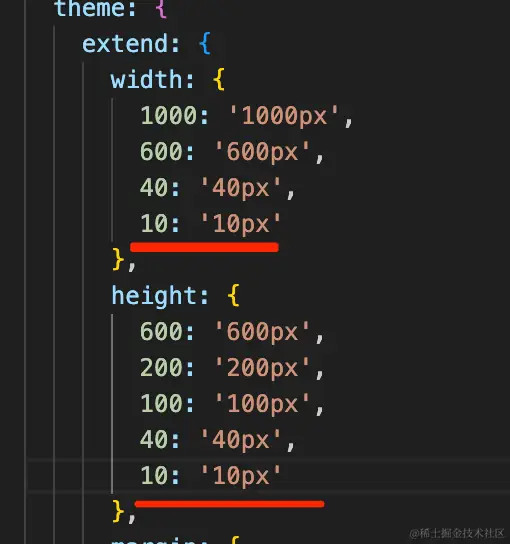 theme: {
extend: {
width: {
1000: '1000px',
600: '600px',
40: '40px',
10: '10px'
},
height: {
600: '600px',
200: '200px',
100: '100px',
40: '40px',
10: '10px'
},
margin: {
@稀土掘金技术社区